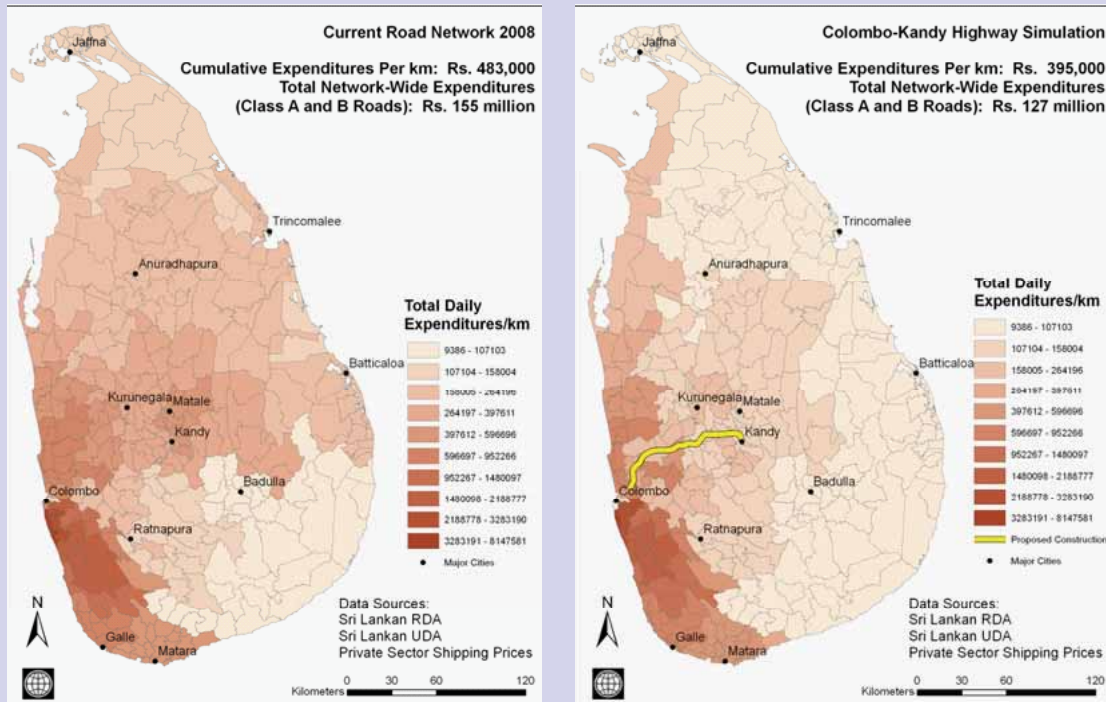 Current Road Network 2008
Cumulative Expenditures Per km: Rs. 483,000
Total Network-Wide Expenditures
(Class A and B Roads): Rs. 155 million
Jaffna
Trincomalee
Anuradhapura
Batticaloa
Kurunegala
Matale
Kandy
Badulla
Colombo
Ratnapura
Galle
Matara
Total Daily
Expenditures/km
9386 - 107103
107104 - 158004
158005 - 264196
264197 - 397611
397612 - 596696
596697 - 952266
952267 - 1480097
1480098 - 2188777
2188778 - 3283190
3283191 - 8147581
Major Cities
N
Data Sources:
Sri Lankan RDA
Sri Lankan UDA
Private Sector Shipping Prices
Kilometers 0 30 60 120
Colombo-Kandy Highway Simulation
Cumulative Expenditures Per km: Rs. 395,000
Total Network-Wide Expenditures
(Class A and B Roads): Rs. 127 million
Jaffna
Trincomalee
Anuradhapura
Batticaloa
Kurunegala
Matale
Kandy
Badulla
Colombo
Ratnapura
Galle
Matara
Total Daily
Expenditures/km
9386 - 107103
107104 - 158004
158005 - 264196
264197 - 397611
397612 - 596696
596697 - 952266
952267 - 1480097
1480098 - 2188777
2188778 - 3283190
3283191 - 8147581
Proposed Construction
Major Cities
N
Data Sources:
Sri Lankan RDA
Sri Lankan UDA
Private Sector Shipping Prices
Kilometers 0 30 60 120